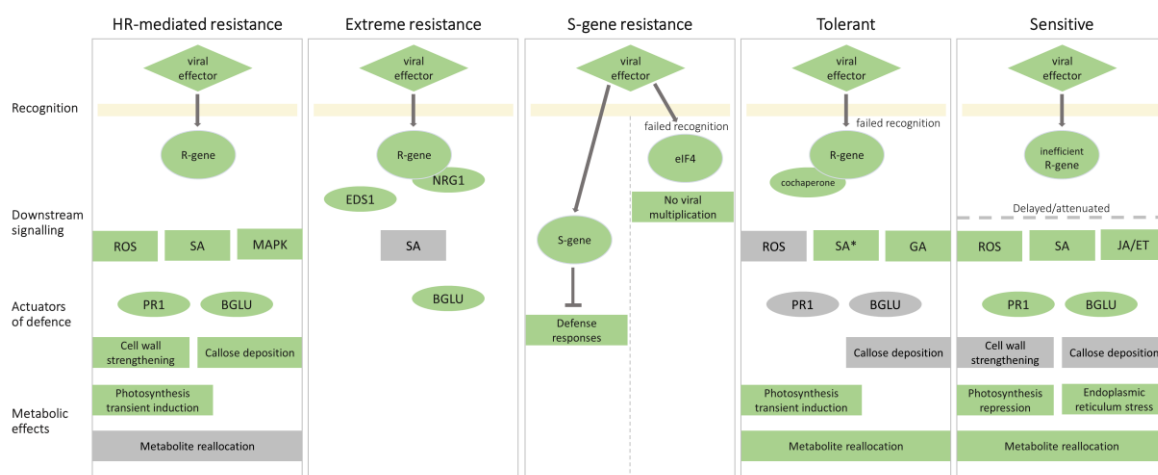 HR-mediated resistance
Extreme resistance
S-gene resistance
Tolerant
Sensitive
Recognition
Downstream
signalling
Actuators
of defence
Metabolic
effects
viral
effector
R-gene
ROS
SA
MAPK
PR1
BGLU
Cell wall
strengthening
Callose deposition
Photosynthesis
transient induction
Metabolite reallocation
viral
effector
R-gene
NRG1
EDS1
SA
BGLU
viral
effector
failed recognition
eIF4
No viral
multiplication
S-gene
Defense
responses
viral
effector
failed recognition
R-gene
cochaperone
ROS
SA*
GA
PR1
BGLU
Callose deposition
Photosynthesis
transient induction
Metabolite reallocation
viral
effector
inefficient
R-gene
Delayed/attenuated
ROS
SA
JA/ET
PR1
BGLU
Cell wall
strengthening
Callose deposition
Photosynthesis
repression
Endoplasmic
reticulum stress
Metabolite reallocation